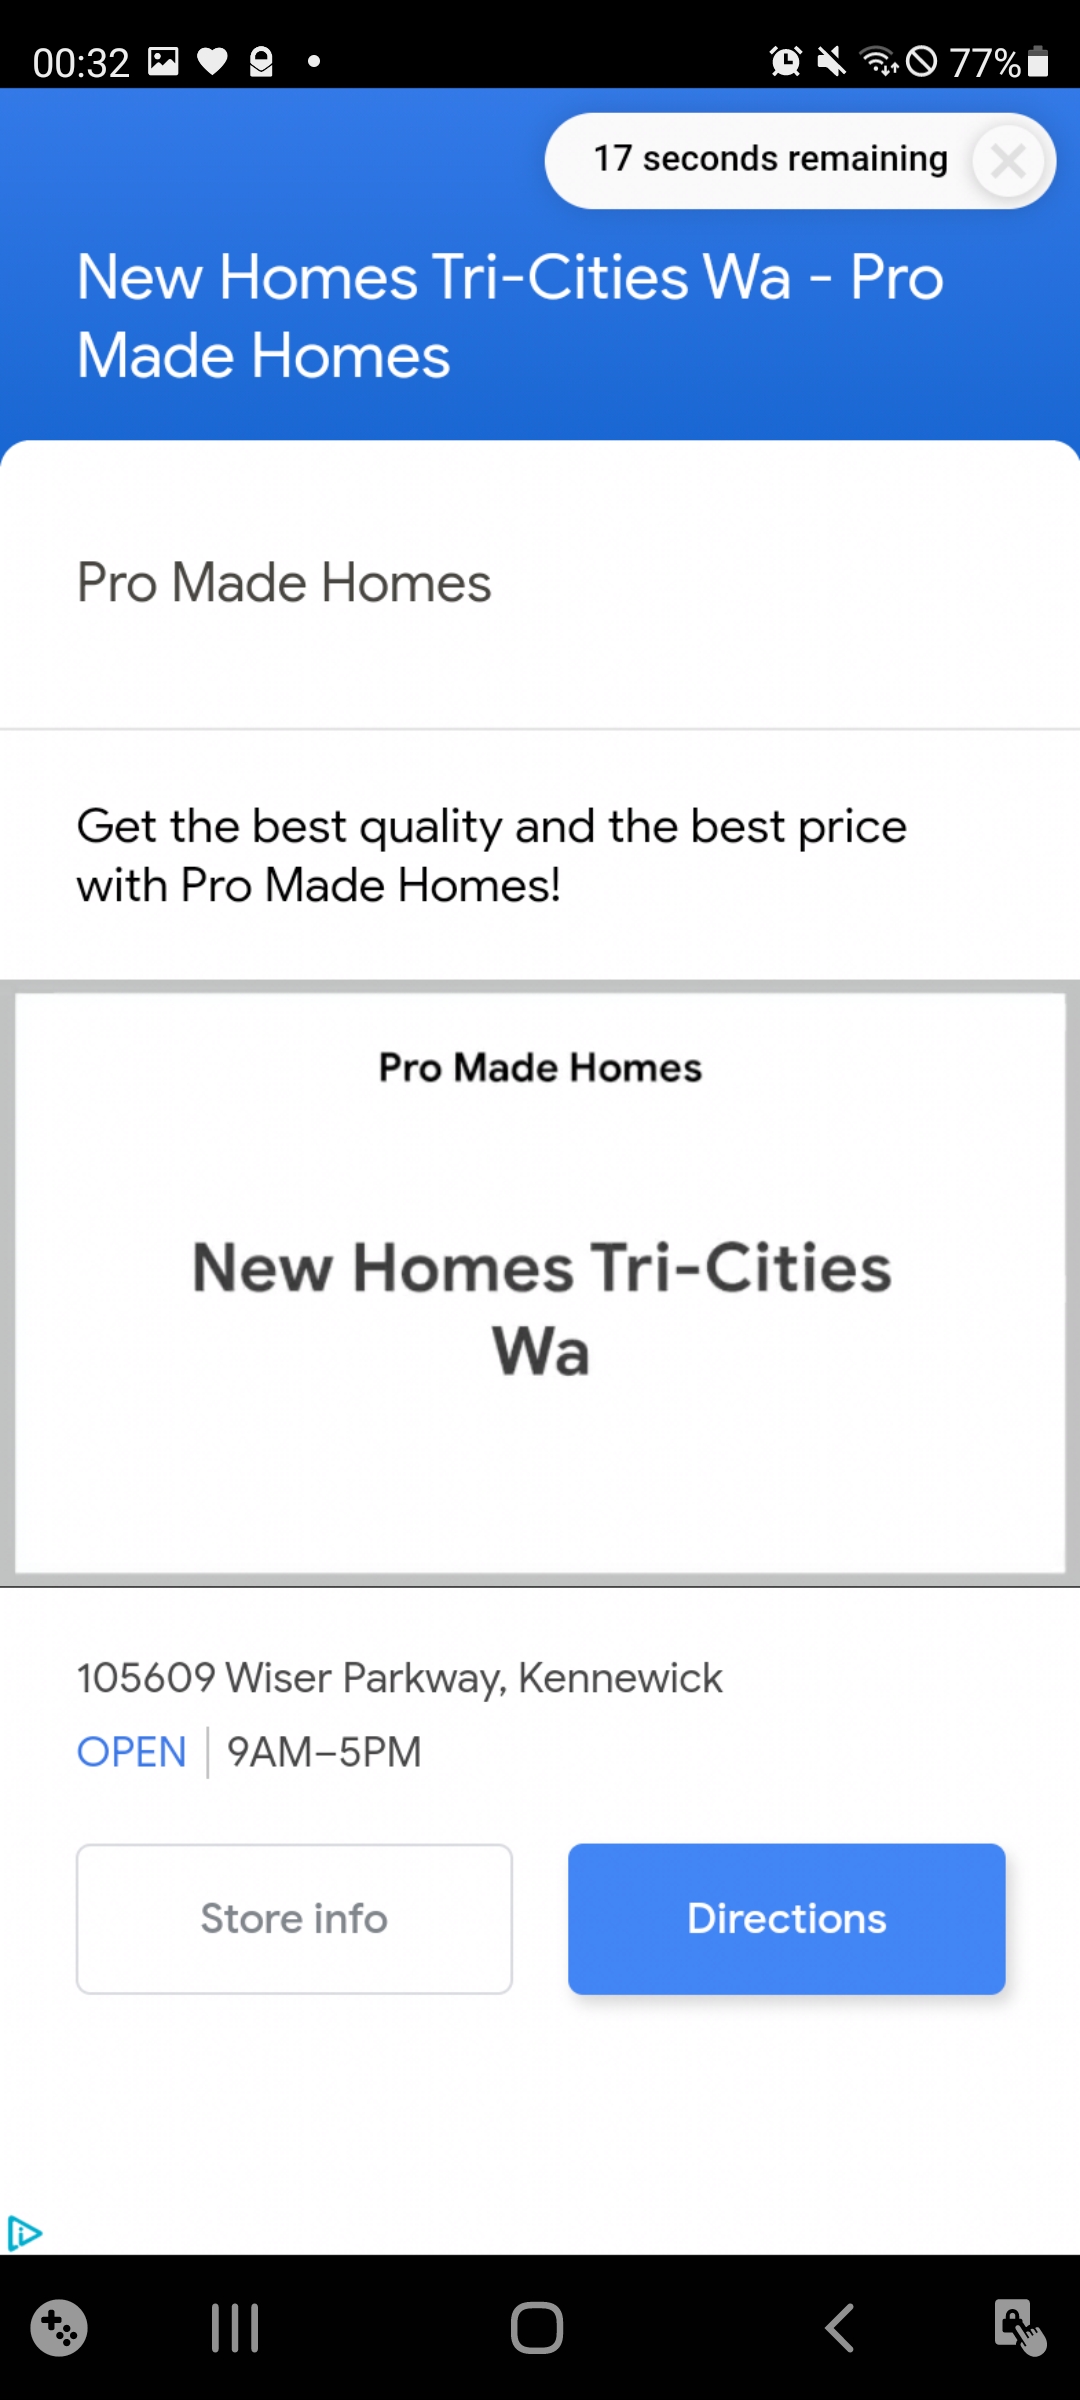 00:32
77%
17 seconds remaining
New Homes Tri-Cities Wa - Pro
Made Homes
Pro Made Homes
Get the best quality and the best price
with Pro Made Homes!
Pro Made Homes
New Homes Tri-Cities
Wa
105609 Wiser Parkway, Kennewick
OPEN | 9AM–5PM
Store info
Directions